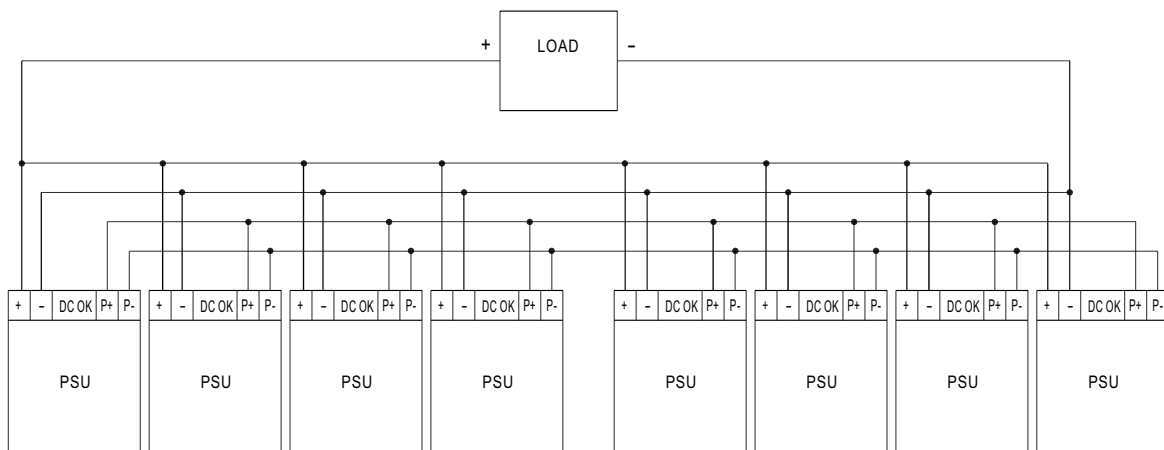 + LOAD -
+ - DC OK P+ P- + - DC OK P+ P- + - DC OK P+ P- + - DC OK P+ P- + - DC OK P+ P- + - DC OK P+ P- + - DC OK P+ P- + - DC OK P+ P-
PSU PSU PSU PSU PSU PSU PSU PSU